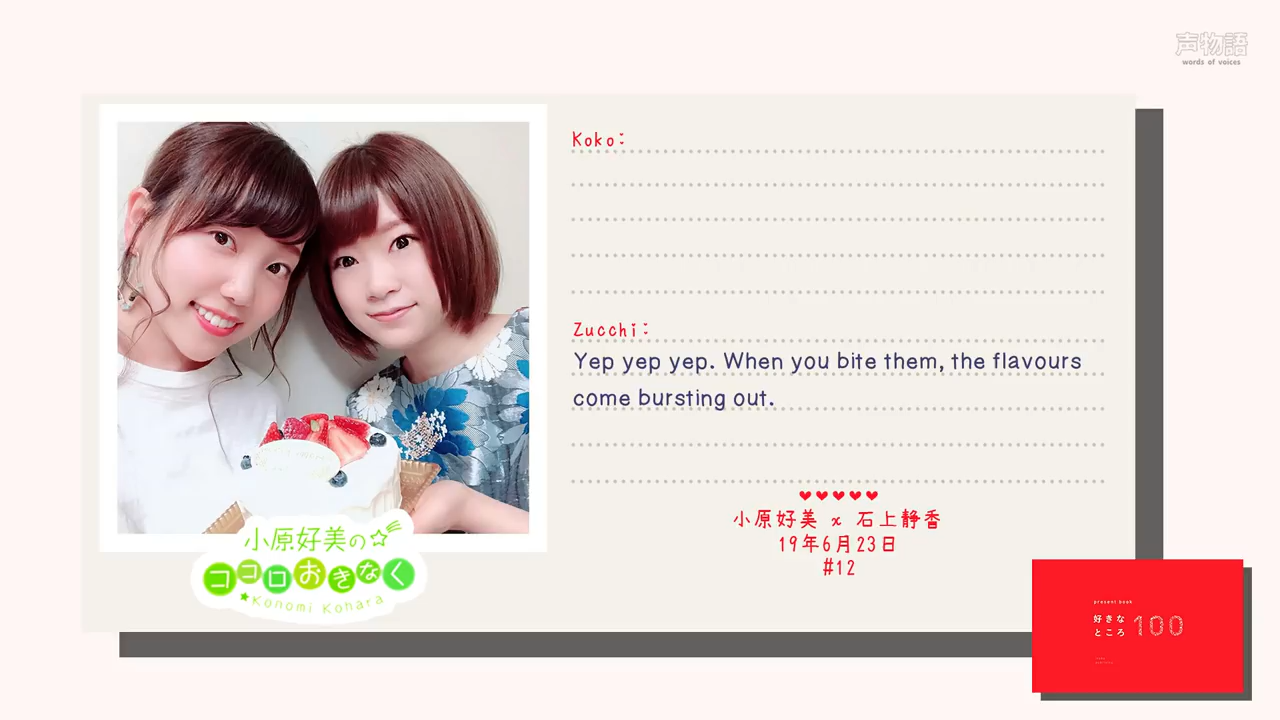 声物語
words of voices
Koko:
Zucchi:
Yep yep yep. When you bite them, the flavours
come bursting out.
♥♥♥♥♥
小原好美 x 石上静香
19年6月23日
#12
小原好美の☆
ココロおきなく
★Konomi Kohara
present book
好きな
ところ
100